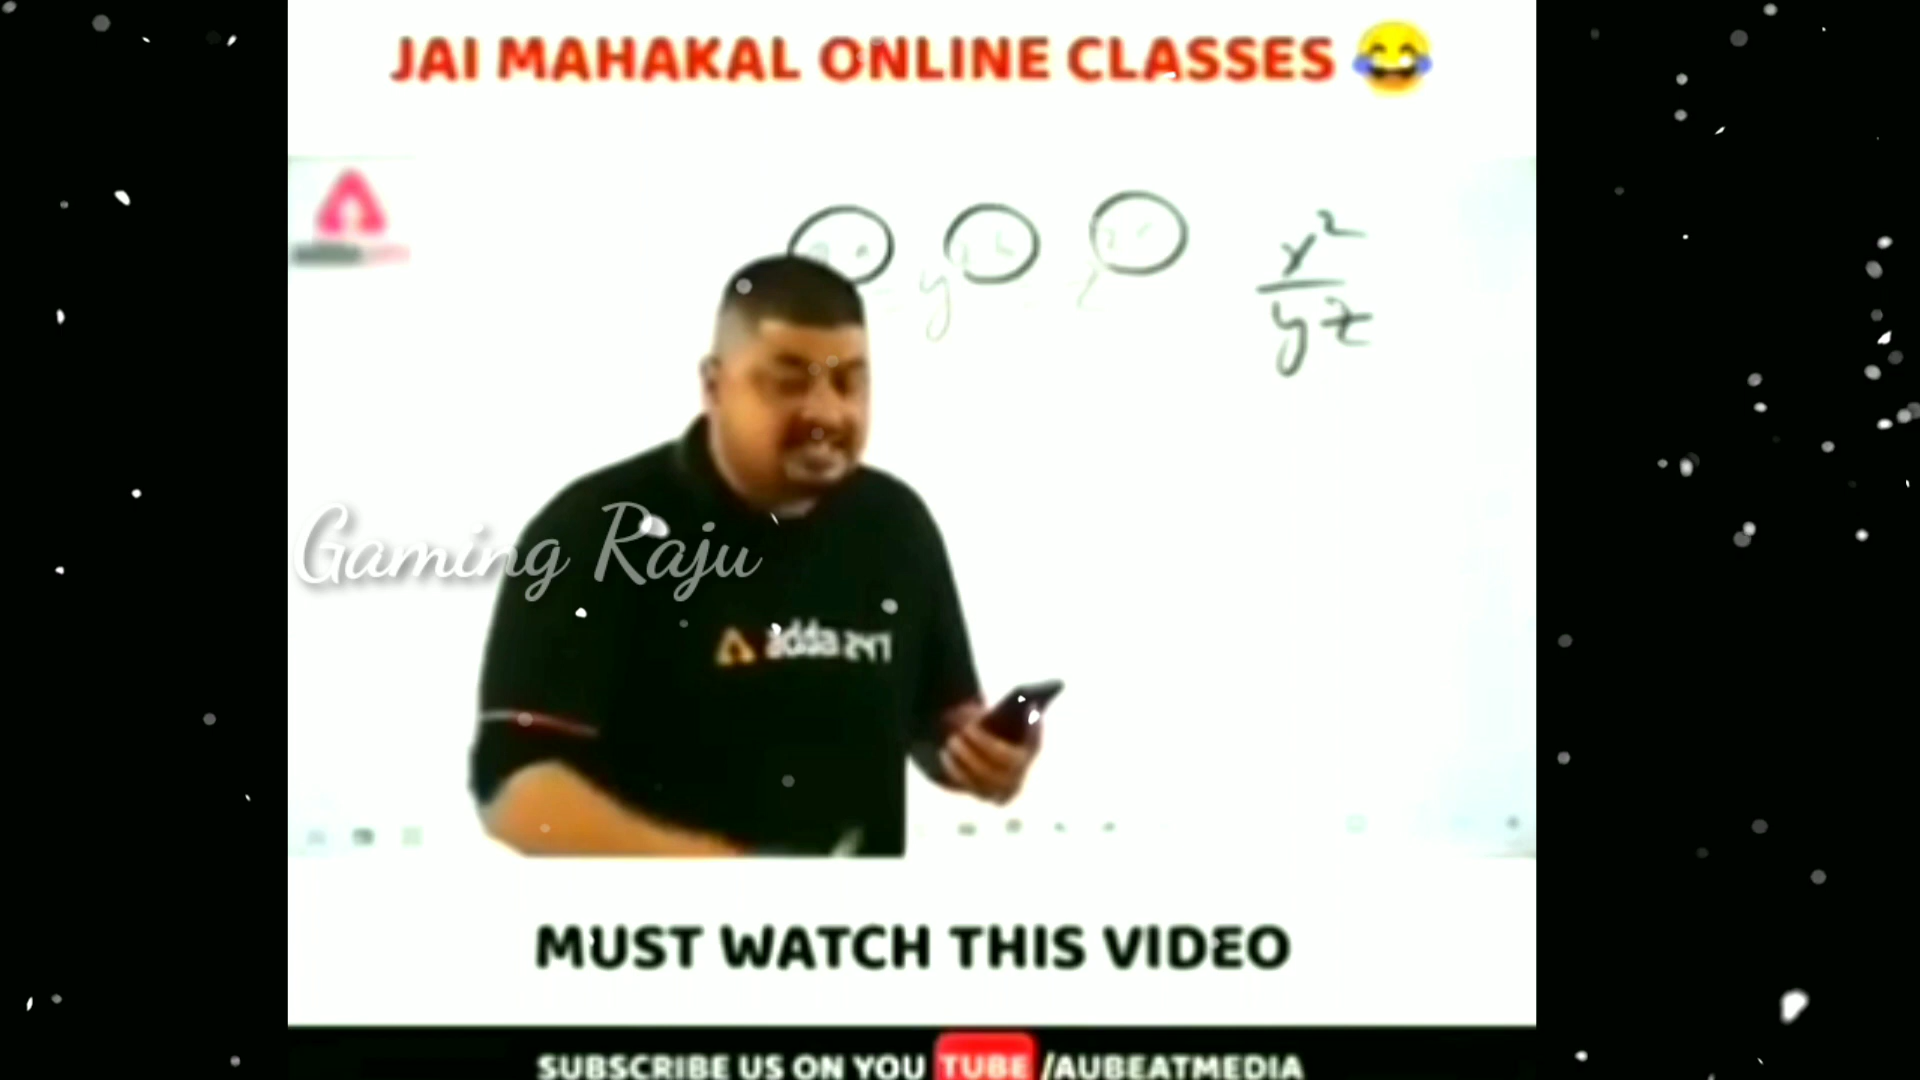 JAI MAHAKAL ONLINE CLASSES 😂
x²
y z
y
Gaming Raju
adda 247
MUST WATCH THIS VIDEO
SUBSCRIBE US ON YOU TUBE /AUBEATMEDIA